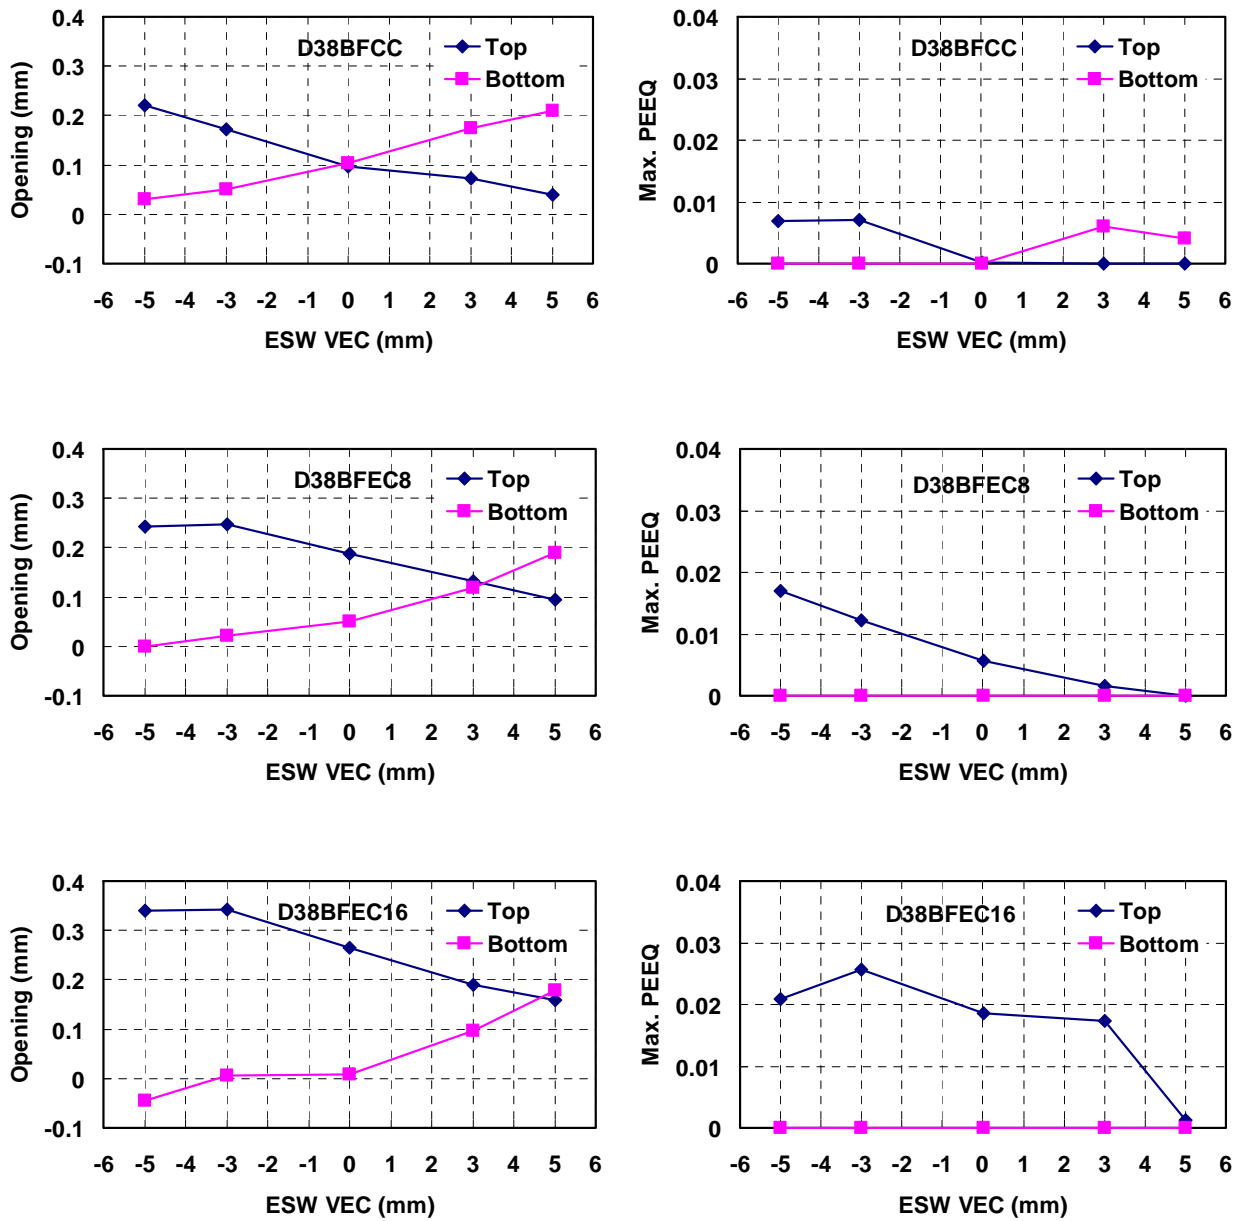 0.4
0.3
0.2
0.1
0
-0.1
Opening (mm)
D38BFCC
Top
Bottom
-6 -5 -4 -3 -2 -1 0 1 2 3 4 5 6
ESW VEC (mm)
0.04
0.03
0.02
0.01
0
Max. PEEQ
D38BFCC
Top
Bottom
-6 -5 -4 -3 -2 -1 0 1 2 3 4 5 6
ESW VEC (mm)
0.4
0.3
0.2
0.1
0
-0.1
Opening (mm)
D38BFEC8
Top
Bottom
-6 -5 -4 -3 -2 -1 0 1 2 3 4 5 6
ESW VEC (mm)
0.04
0.03
0.02
0.01
0
Max. PEEQ
D38BFEC8
Top
Bottom
-6 -5 -4 -3 -2 -1 0 1 2 3 4 5 6
ESW VEC (mm)
0.4
0.3
0.2
0.1
0
-0.1
Opening (mm)
D38BFEC16
Top
Bottom
-6 -5 -4 -3 -2 -1 0 1 2 3 4 5 6
ESW VEC (mm)
0.04
0.03
0.02
0.01
0
Max. PEEQ
D38BFEC16
Top
Bottom
-6 -5 -4 -3 -2 -1 0 1 2 3 4 5 6
ESW VEC (mm)